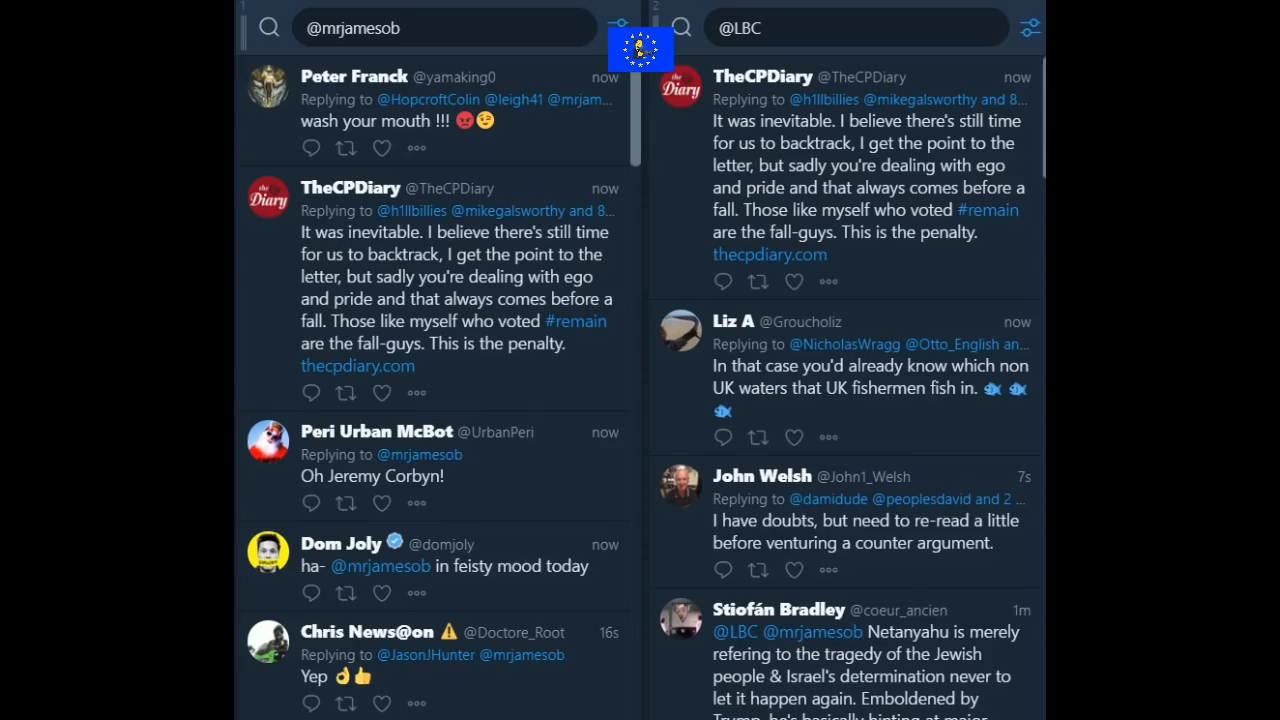 1
@mrjamesob
Peter Franck @yamaking0 now
Replying to @HopcroftColin @leigh41 @mrjam...
wash your mouth !!! 😡😉
the Diary
TheCPDiary @TheCPDiary now
Replying to @h1llbillies @mikegalsworthy and 8...
It was inevitable. I believe there's still time
for us to backtrack, I get the point to the
letter, but sadly you're dealing with ego
and pride and that always comes before a
fall. Those like myself who voted #remain
are the fall-guys. This is the penalty.
thecpdiary.com
Peri Urban McBot @UrbanPeri now
Replying to @mrjamesob
Oh Jeremy Corbyn!
Dom Joly @domjoly now
ha- @mrjamesob in feisty mood today
Chris News@on ⚠️ @Doctore_Root 16s
Replying to @JasonJHunter @mrjamesob
Yep 👌👍
2
@LBC
the Diary
TheCPDiary @TheCPDiary now
Replying to @h1llbillies @mikegalsworthy and 8...
It was inevitable. I believe there's still time
for us to backtrack, I get the point to the
letter, but sadly you're dealing with ego
and pride and that always comes before a
fall. Those like myself who voted #remain
are the fall-guys. This is the penalty.
thecpdiary.com
Liz A @Groucholiz now
Replying to @NicholasWragg @Otto_English an...
In that case you'd already know which non
UK waters that UK fishermen fish in. 🐟 🐟
🐟
John Welsh @John1_Welsh 7s
Replying to @damidude @peoplesdavid and 2 ...
I have doubts, but need to re-read a little
before venturing a counter argument.
Stiofán Bradley @coeur_ancien 1m
@LBC @mrjamesob Netanyahu is merely
refering to the tragedy of the Jewish
people & Israel's determination never to
let it happen again. Emboldened by
Trump, he's basically hinting at major